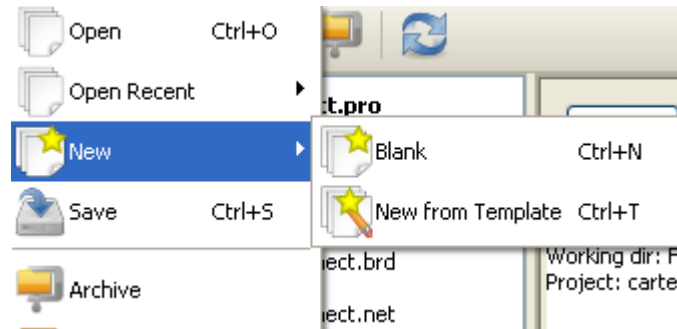 Open Ctrl+O
Open Recent
t.pro
New
Blank Ctrl+N
Save Ctrl+S
New from Template Ctrl+T
ect.brd
Working dir: F
Archive
Project: carte
ect.net